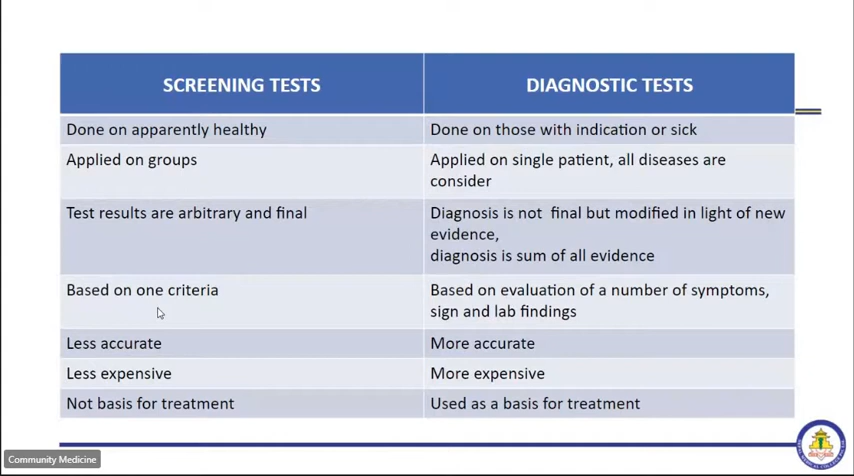 SCREENING TESTS
DIAGNOSTIC TESTS
Done on apparently healthy
Done on those with indication or sick
Applied on groups
Applied on single patient, all diseases are
consider
Test results are arbitrary and final
Diagnosis is not final but modified in light of new
evidence,
diagnosis is sum of all evidence
Based on one criteria
Based on evaluation of a number of symptoms,
sign and lab findings
Less accurate
More accurate
Less expensive
More expensive
Not basis for treatment
Used as a basis for treatment
Community Medicine